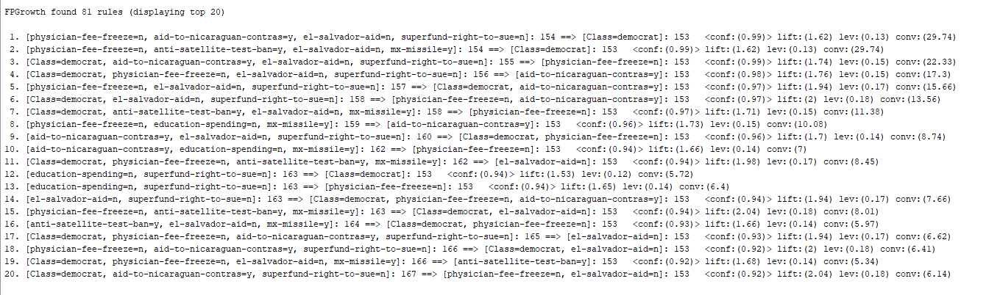 FPGrowth found 81 rules (displaying top 20)
1. [physician-fee-freeze=n, aid-to-nicaraguan-contras=y, el-salvador-aid=n, superfund-right-to-sue=n]: 154 ==> [Class=democrat]: 153 <conf:(0.99)> lift:(1.62) lev:(0.13) conv:(29.74)
2. [physician-fee-freeze=n, anti-satellite-test-ban=y, el-salvador-aid=n, mx-missile=y]: 154 ==> [Class=democrat]: 153 <conf:(0.99)> lift:(1.62) lev:(0.13) conv:(29.74)
3. [Class=democrat, aid-to-nicaraguan-contras=y, el-salvador-aid=n, superfund-right-to-sue=n]: 155 ==> [physician-fee-freeze=n]: 153 <conf:(0.99)> lift:(1.74) lev:(0.15) conv:(22.33)
4. [Class=democrat, physician-fee-freeze=n, el-salvador-aid=n, superfund-right-to-sue=n]: 156 ==> [aid-to-nicaraguan-contras=y]: 153 <conf:(0.98)> lift:(1.76) lev:(0.15) conv:(17.3)
5. [physician-fee-freeze=n, el-salvador-aid=n, superfund-right-to-sue=n]: 157 ==> [Class=democrat, aid-to-nicaraguan-contras=y]: 153 <conf:(0.97)> lift:(1.94) lev:(0.17) conv:(15.66)
6. [Class=democrat, el-salvador-aid=n, superfund-right-to-sue=n]: 158 ==> [physician-fee-freeze=n, aid-to-nicaraguan-contras=y]: 153 <conf:(0.97)> lift:(2) lev:(0.18) conv:(13.56)
7. [Class=democrat, anti-satellite-test-ban=y, el-salvador-aid=n, mx-missile=y]: 158 ==> [physician-fee-freeze=n]: 153 <conf:(0.97)> lift:(1.71) lev:(0.15) conv:(11.38)
8. [physician-fee-freeze=n, education-spending=n, mx-missile=y]: 159 ==> [aid-to-nicaraguan-contras=y]: 153 <conf:(0.96)> lift:(1.73) lev:(0.15) conv:(10.08)
9. [aid-to-nicaraguan-contras=y, el-salvador-aid=n, superfund-right-to-sue=n]: 160 ==> [Class=democrat, physician-fee-freeze=n]: 153 <conf:(0.96)> lift:(1.7) lev:(0.14) conv:(8.74)
10. [aid-to-nicaraguan-contras=y, education-spending=n, mx-missile=y]: 162 ==> [physician-fee-freeze=n]: 153 <conf:(0.94)> lift:(1.66) lev:(0.14) conv:(7)
11. [Class=democrat, physician-fee-freeze=n, anti-satellite-test-ban=y, mx-missile=y]: 162 ==> [el-salvador-aid=n]: 153 <conf:(0.94)> lift:(1.98) lev:(0.17) conv:(8.45)
12. [education-spending=n, superfund-right-to-sue=n]: 163 ==> [Class=democrat]: 153 <conf:(0.94)> lift:(1.53) lev:(0.12) conv:(5.72)
13. [education-spending=n, superfund-right-to-sue=n]: 163 ==> [physician-fee-freeze=n]: 153 <conf:(0.94)> lift:(1.65) lev:(0.14) conv:(6.4)
14. [el-salvador-aid=n, superfund-right-to-sue=n]: 163 ==> [Class=democrat, physician-fee-freeze=n, aid-to-nicaraguan-contras=y]: 153 <conf:(0.94)> lift:(1.94) lev:(0.17) conv:(7.66)
15. [physician-fee-freeze=n, anti-satellite-test-ban=y, mx-missile=y]: 163 ==> [Class=democrat, el-salvador-aid=n]: 153 <conf:(0.94)> lift:(2.04) lev:(0.18) conv:(8.01)
16. [anti-satellite-test-ban=y, el-salvador-aid=n, mx-missile=y]: 164 ==> [Class=democrat, physician-fee-freeze=n]: 153 <conf:(0.93)> lift:(1.66) lev:(0.14) conv:(5.97)
17. [Class=democrat, physician-fee-freeze=n, aid-to-nicaraguan-contras=y, superfund-right-to-sue=n]: 165 ==> [el-salvador-aid=n]: 153 <conf:(0.93)> lift:(1.94) lev:(0.17) conv:(6.62)
18. [physician-fee-freeze=n, aid-to-nicaraguan-contras=y, superfund-right-to-sue=n]: 166 ==> [Class=democrat, el-salvador-aid=n]: 153 <conf:(0.92)> lift:(2) lev:(0.18) conv:(6.41)
19. [Class=democrat, physician-fee-freeze=n, el-salvador-aid=n, mx-missile=y]: 166 ==> [anti-satellite-test-ban=y]: 153 <conf:(0.92)> lift:(1.68) lev:(0.14) conv:(5.34)
20. [Class=democrat, aid-to-nicaraguan-contras=y, superfund-right-to-sue=n]: 167 ==> [physician-fee-freeze=n, el-salvador-aid=n]: 153 <conf:(0.92)> lift:(2.04) lev:(0.18) conv:(6.14)